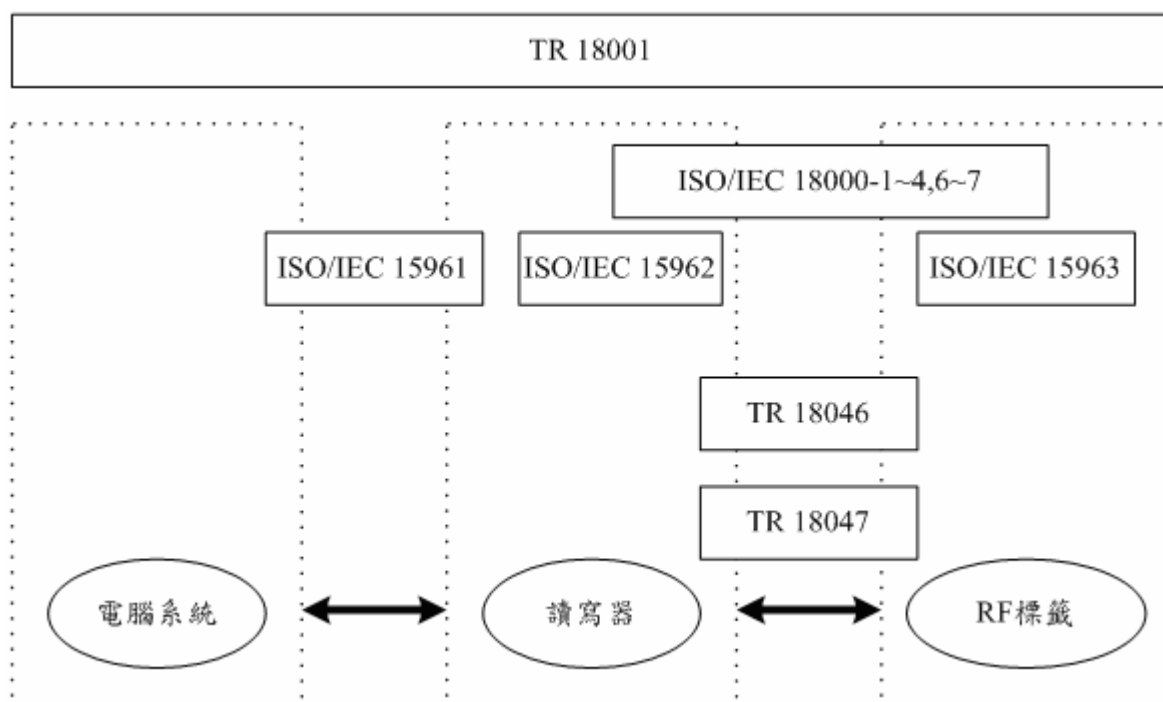 TR 18001
ISO/IEC 18000-1~4,6~7
ISO/IEC 15961
ISO/IEC 15962
ISO/IEC 15963
TR 18046
TR 18047
電腦系統
讀寫器
RF標籤